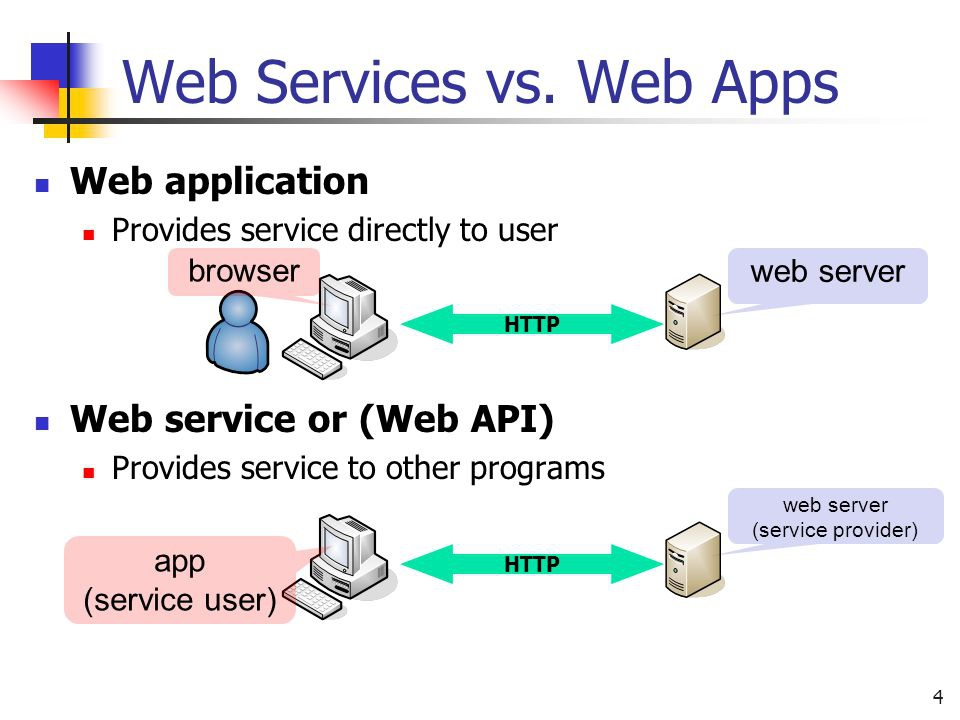 Web Services vs. Web Apps
Web application
Provides service directly to user
browser
web server
HTTP
Web service or (Web API)
Provides service to other programs
web server
(service provider)
app
(service user)
HTTP
4